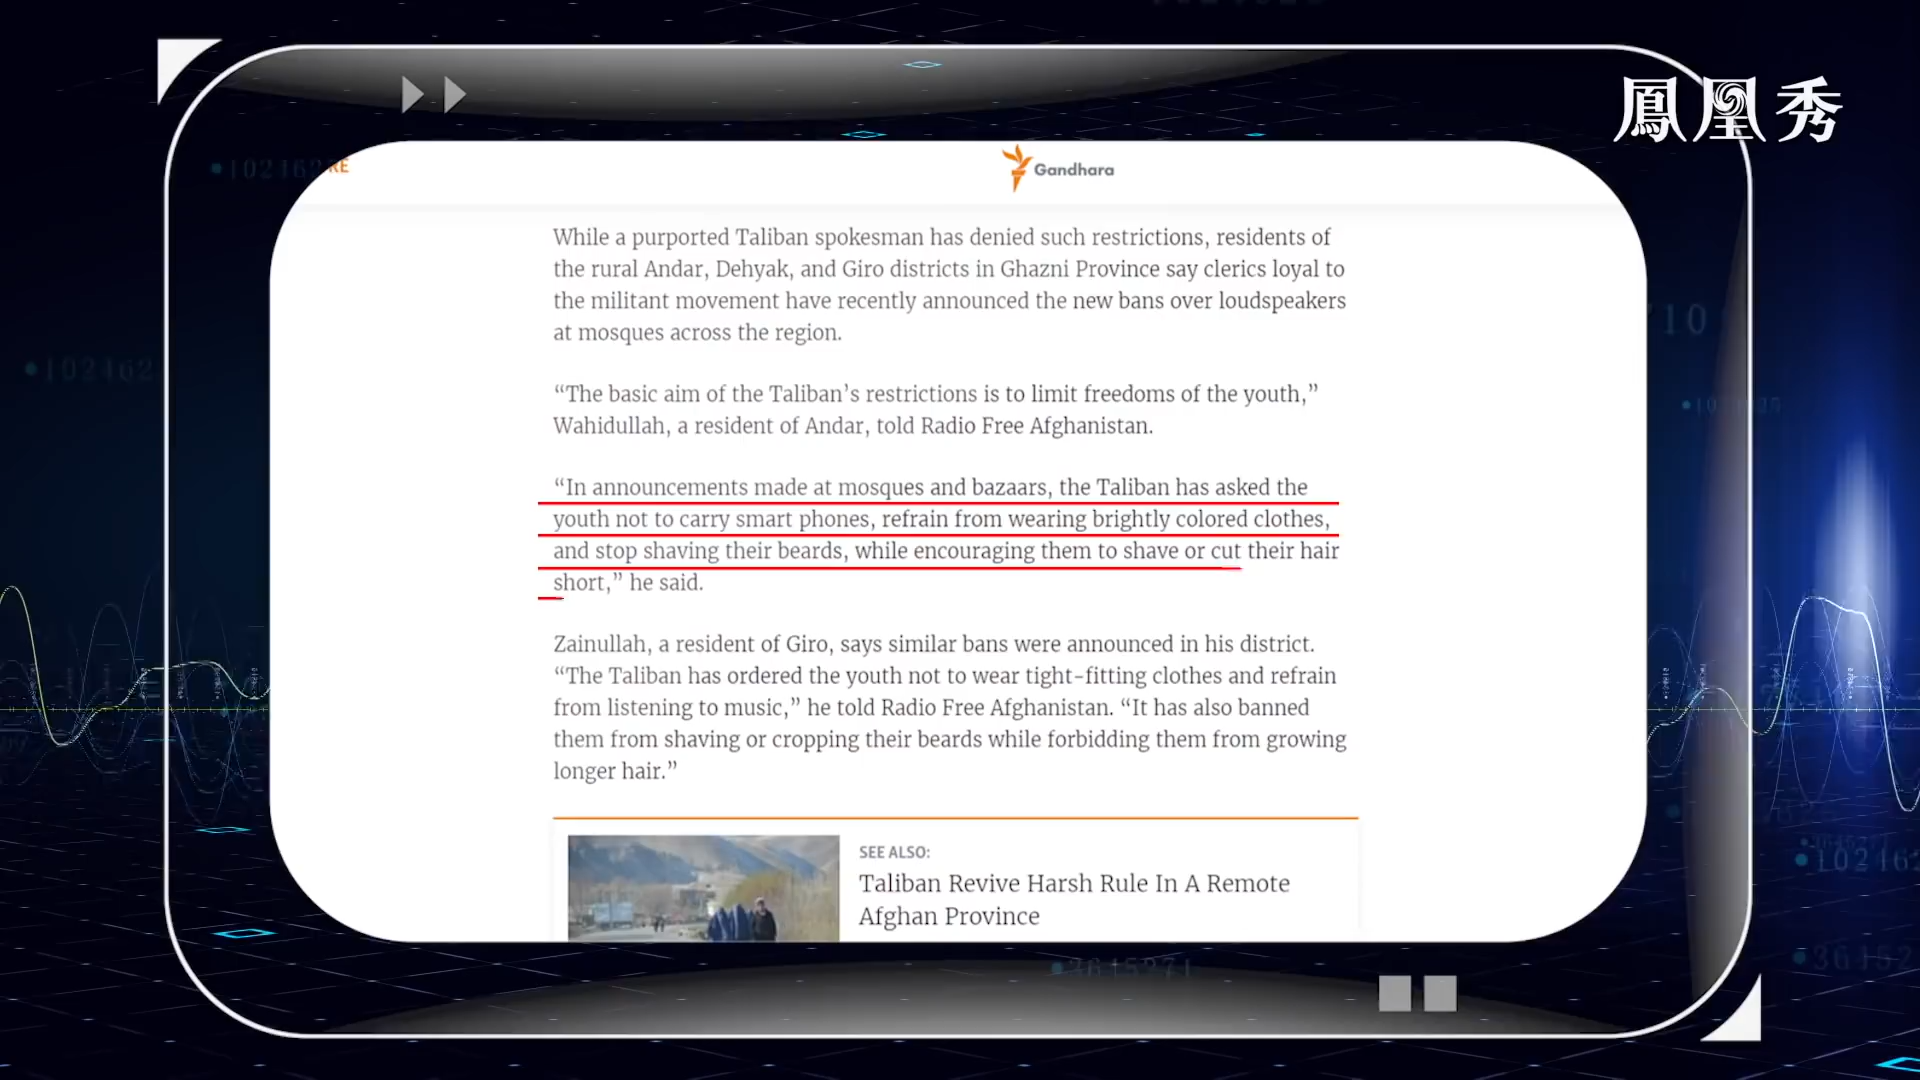 鳳凰秀
RE
Gandhara
While a purported Taliban spokesman has denied such restrictions, residents of
the rural Andar, Dehyak, and Giro districts in Ghazni Province say clerics loyal to
the militant movement have recently announced the new bans over loudspeakers
at mosques across the region.
“The basic aim of the Taliban’s restrictions is to limit freedoms of the youth,”
Wahidullah, a resident of Andar, told Radio Free Afghanistan.
“In announcements made at mosques and bazaars, the Taliban has asked the
youth not to carry smart phones, refrain from wearing brightly colored clothes,
and stop shaving their beards, while encouraging them to shave or cut their hair
short,” he said.
Zainullah, a resident of Giro, says similar bans were announced in his district.
“The Taliban has ordered the youth not to wear tight-fitting clothes and refrain
from listening to music,” he told Radio Free Afghanistan. “It has also banned
them from shaving or cropping their beards while forbidding them from growing
longer hair.”
SEE ALSO:
Taliban Revive Harsh Rule In A Remote
Afghan Province